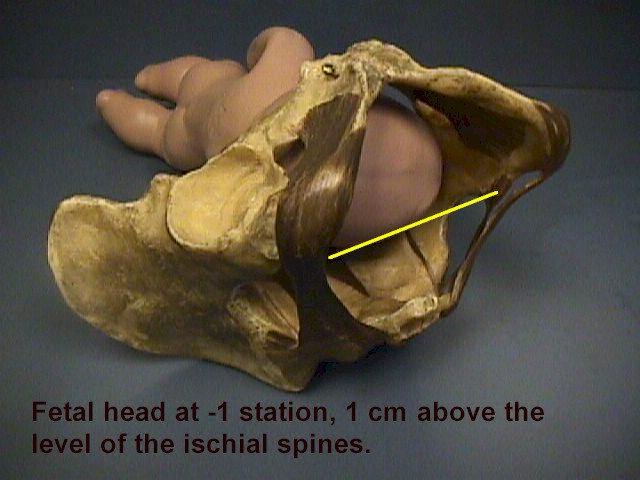 Fetal head at -1 station, 1 cm above the
level of the ischial spines.